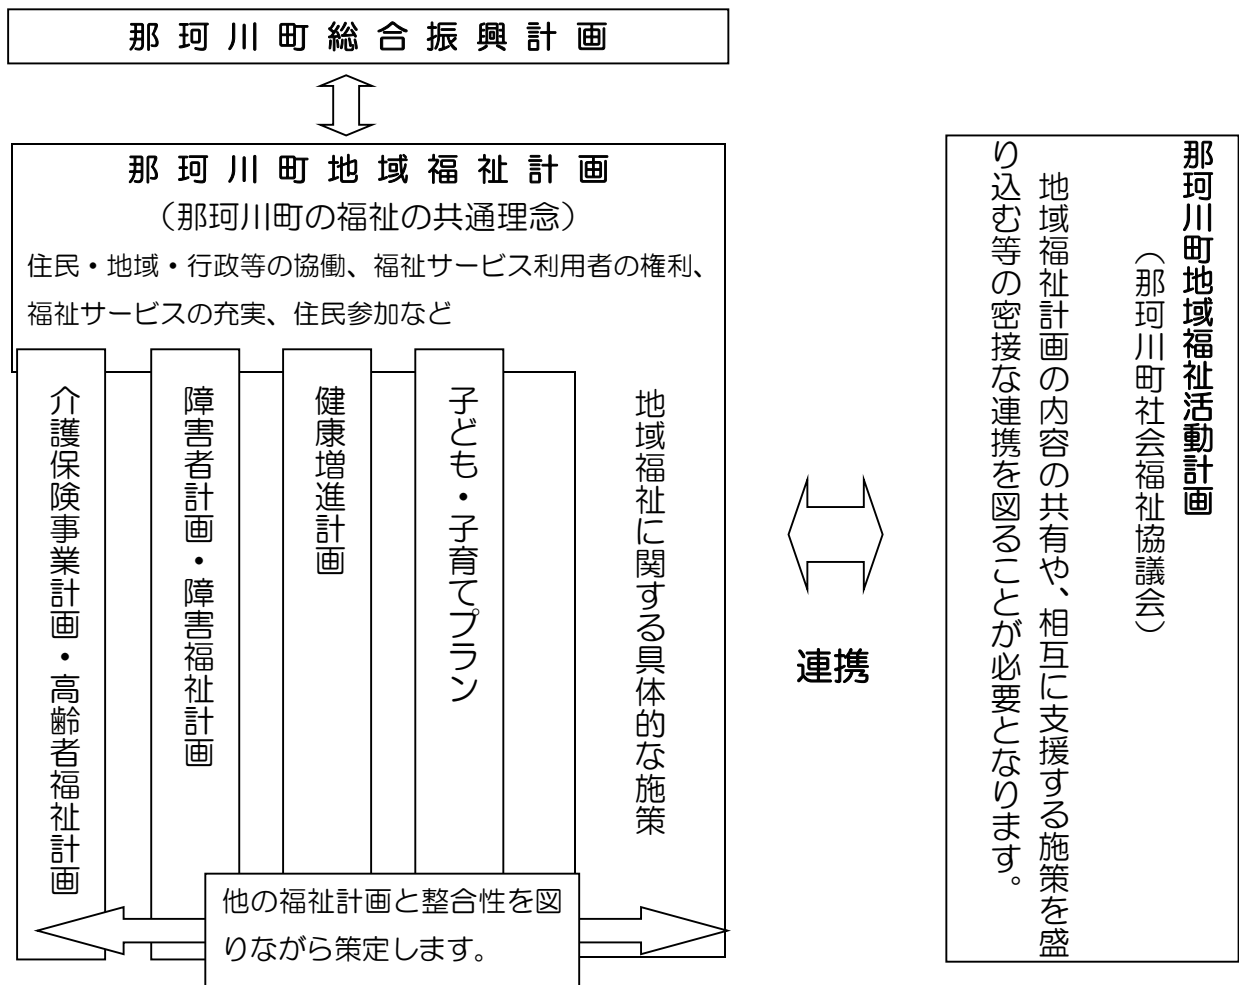 那珂川町総合振興計画
那珂川町地域福祉計画
（那珂川町の福祉の共通理念）
住民・地域・行政等の協働、福祉サービス利用者の権利、
福祉サービスの充実、住民参加など
介護保険事業計画・高齢者福祉計画
障害者計画・障害福祉計画
健康増進計画
子ども・子育てプラン
地域福祉に関する具体的な施策
他の福祉計画と整合性を図
りながら策定します。
連携
那珂川町地域福祉活動計画
（那珂川町社会福祉協議会）
地域福祉計画の内容の共有や、相互に支援する施策を盛
り込む等の密接な連携を図ることが必要となります。